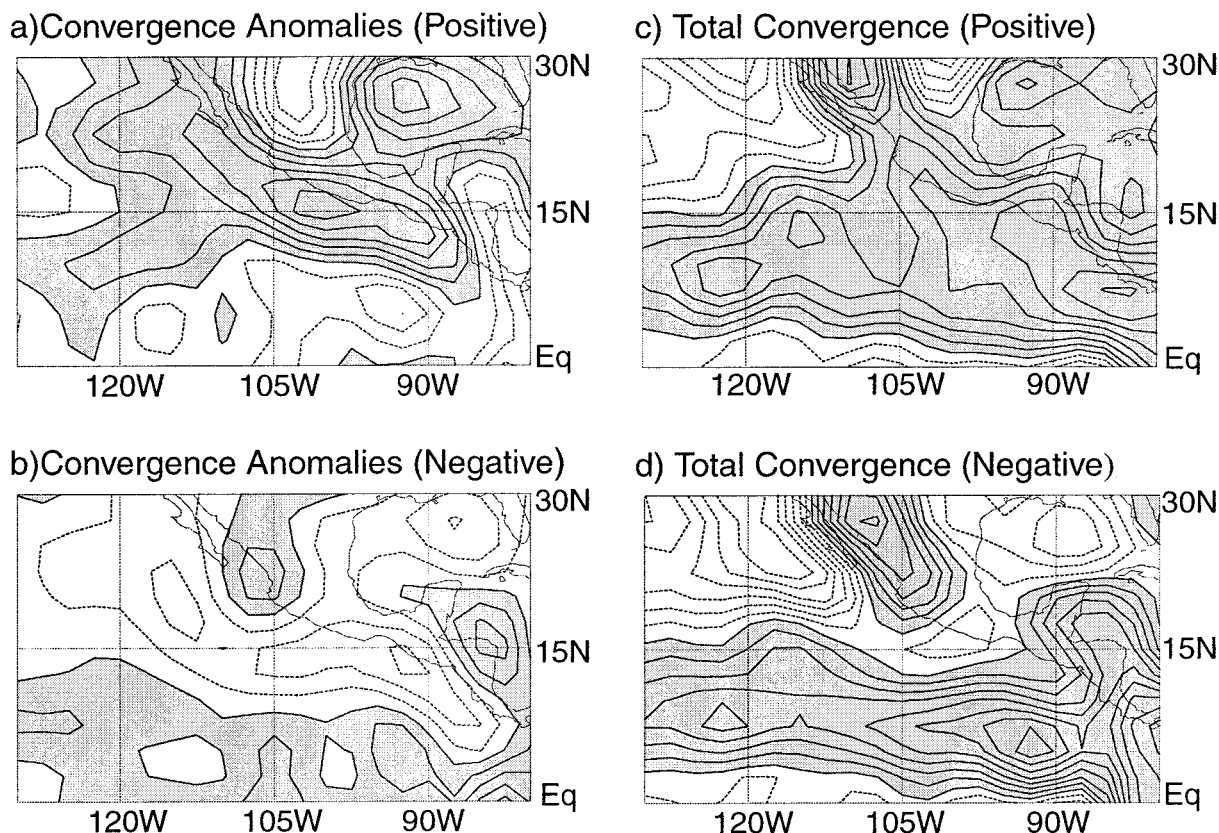 a)Convergence Anomalies (Positive)
30N
15N
Eq
120W 105W 90W
c) Total Convergence (Positive)
30N
15N
Eq
120W 105W 90W
b)Convergence Anomalies (Negative)
30N
15N
Eq
120W 105W 90W
d) Total Convergence (Negative)
30N
15N
Eq
120W 105W 90W